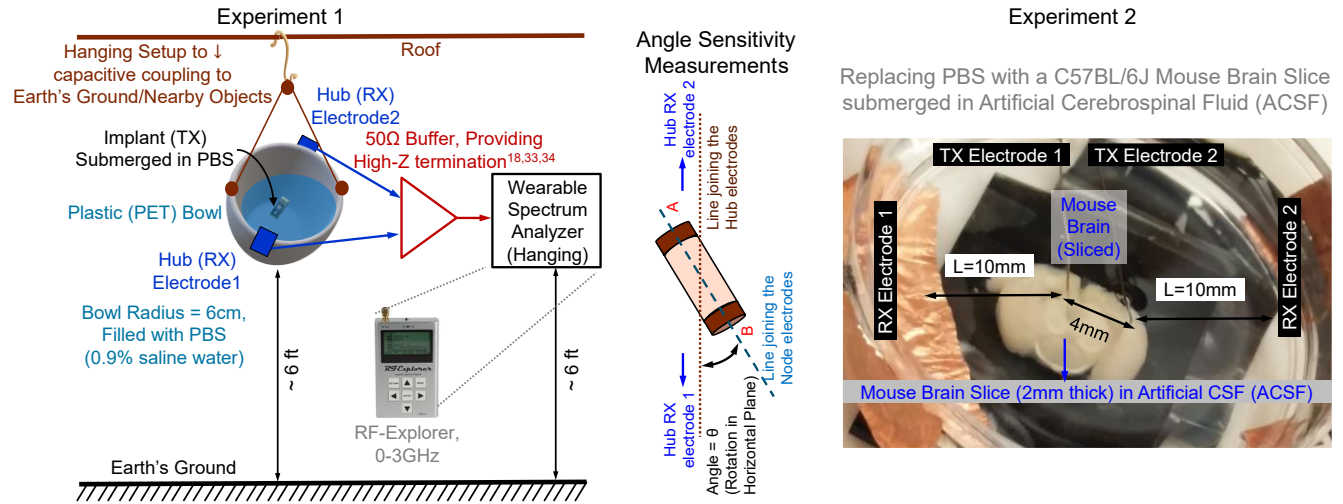 Experiment 1
Roof
Hanging Setup to ↓
capacitive coupling to
Earth's Ground/Nearby Objects
Hub (RX)
Electrode2
Implant (TX)
Submerged in PBS
50Ω Buffer, Providing
High-Z termination18,33,34
Wearable
Spectrum
Analyzer
(Hanging)
Plastic (PET) Bowl
Hub (RX)
Electrode1
Bowl Radius = 6cm,
Filled with PBS
(0.9% saline water)
~ 6 ft
~ 6 ft
RF Explorer
RF-Explorer,
0-3GHz
Earth's Ground
Angle Sensitivity
Measurements
Hub RX
electrode 2
Line joining the
Hub electrodes
A
B
Line joining the
Node electrodes
Hub RX
electrode 1
Angle = θ
(Rotation in
Horizontal Plane)
Experiment 2
Replacing PBS with a C57BL/6J Mouse Brain Slice
submerged in Artificial Cerebrospinal Fluid (ACSF)
TX Electrode 1
TX Electrode 2
RX Electrode 1
Mouse
Brain
(Sliced)
RX Electrode 2
L=10mm
L=10mm
4mm
Mouse Brain Slice (2mm thick) in Artificial CSF (ACSF)